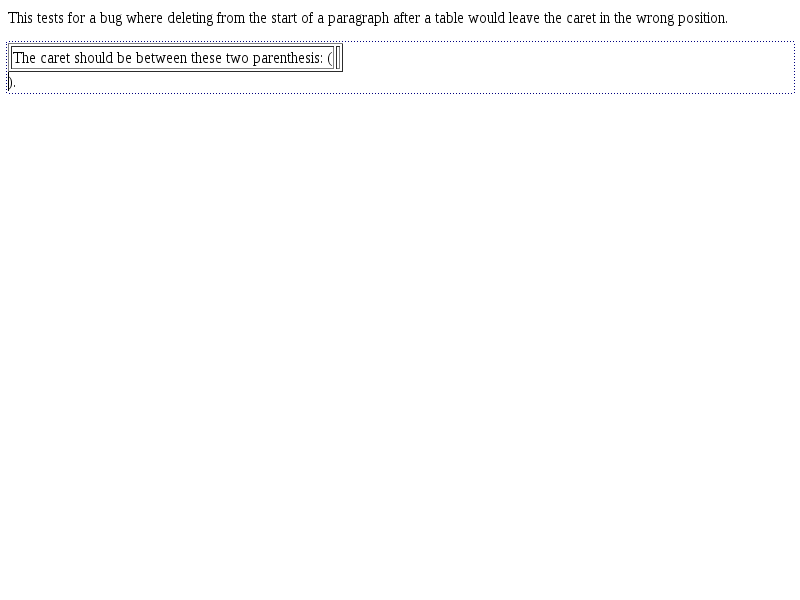 This tests for a bug where deleting from the start of a paragraph after a table would leave the caret in the wrong position.
The caret should be between these two parenthesis: (
).